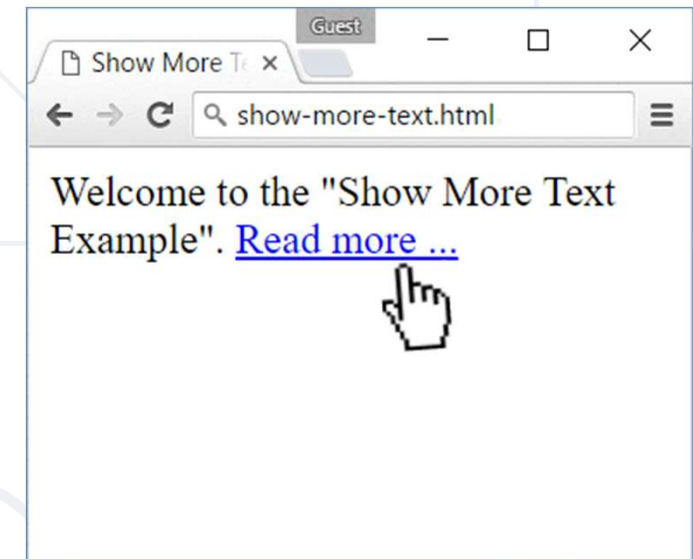 Guest
Show More Te
show-more-text.html
Welcome to the "Show More Text
Example". Read more ...